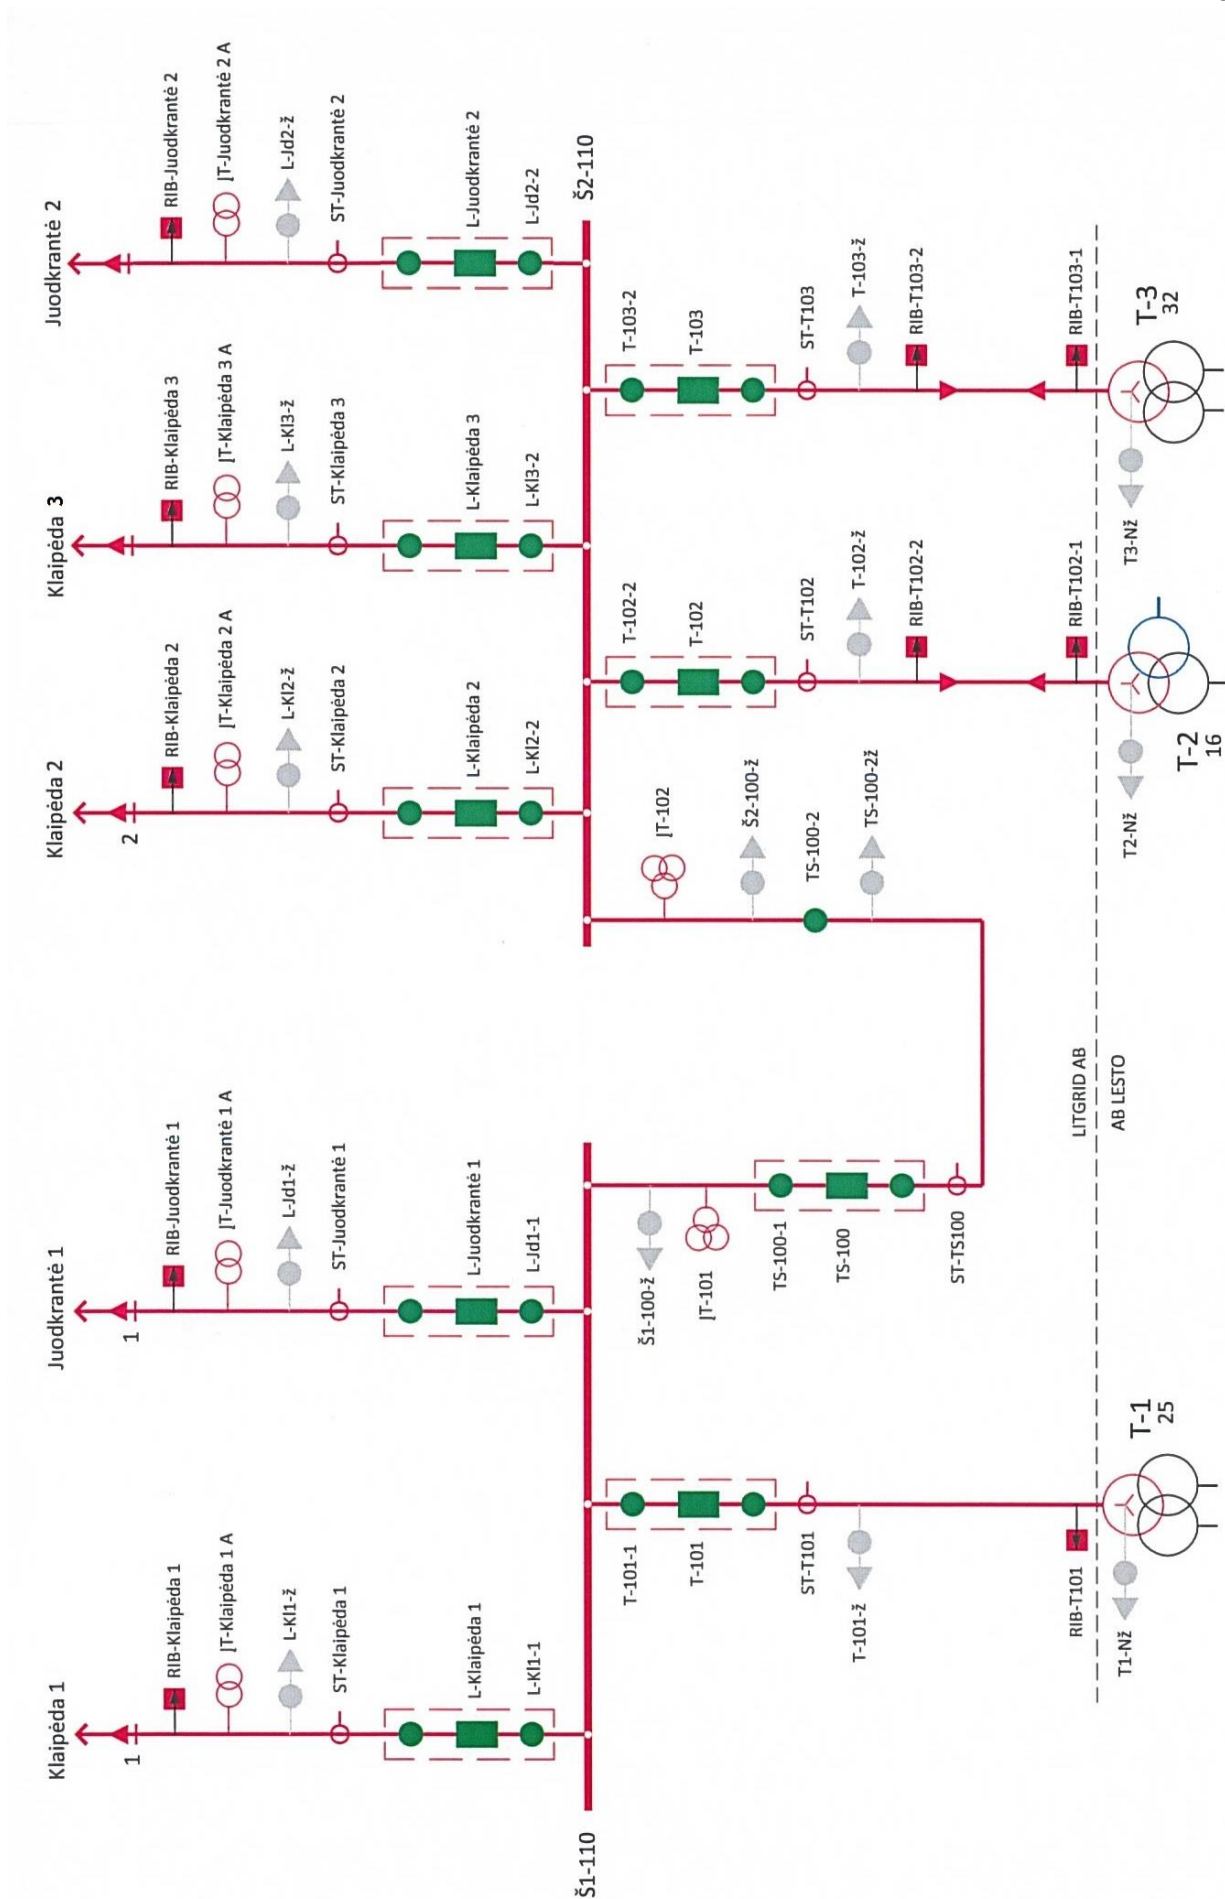 Klaipėda 1
1
RIB-Klaipėda 1
ĮT-Klaipėda 1 A
L-Kl1-ž
ST-Klaipėda 1
L-Klaipėda 1
L-Kl1-1
Juodkrantė 1
1
RIB-Juodkrantė 1
ĮT-Juodkrantė 1 A
L-Jd1-ž
ST-Juodkrantė 1
L-Juodkrantė 1
L-Jd1-1
Klaipėda 2
2
RIB-Klaipėda 2
ĮT-Klaipėda 2 A
L-Kl2-ž
ST-Klaipėda 2
L-Klaipėda 2
L-Kl2-2
Klaipėda 3
RIB-Klaipėda 3
ĮT-Klaipėda 3 A
L-Kl3-ž
ST-Klaipėda 3
L-Klaipėda 3
L-Kl3-2
Juodkrantė 2
RIB-Juodkrantė 2
ĮT-Juodkrantė 2 A
L-Jd2-ž
ST-Juodkrantė 2
L-Juodkrantė 2
L-Jd2-2
Š1-110
Š2-110
T-101-1
T-101
ST-T101
T-101-ž
RIB-T101
T1-Nž
T-1
25
Š1-100-ž
ĮT-101
TS-100-1
TS-100
ST-TS100
ĮT-102
Š2-100-ž
TS-100-2
TS-100-2ž
T-102-2
T-102
ST-T102
T-102-ž
RIB-T102-2
RIB-T102-1
T2-Nž
T-2
16
T-103-2
T-103
ST-T103
T-103-ž
RIB-T103-2
RIB-T103-1
T3-Nž
T-3
32
LITGRID AB
AB LESTO